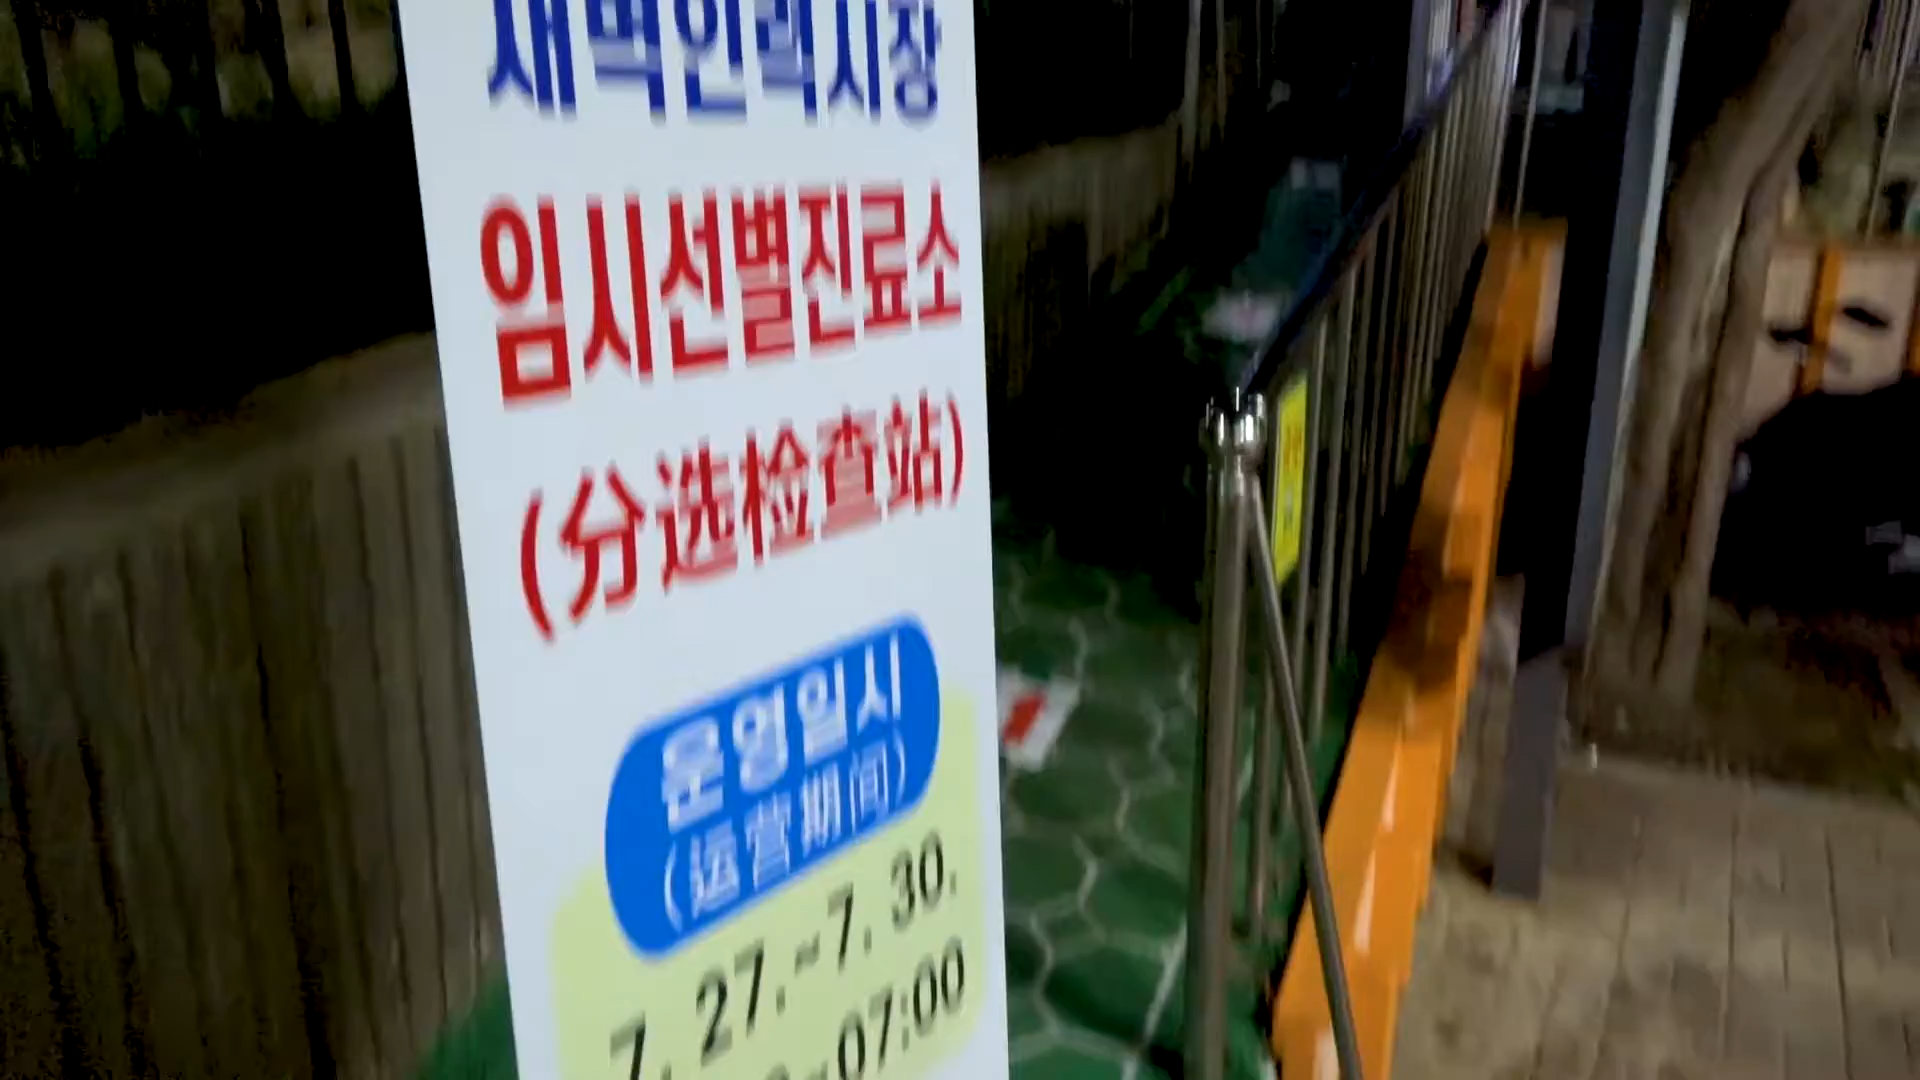 새벽인력시장
임시선별진료소
(分选检查站)
운영일시
(运营期间)
7. 27.~7. 30.
~07:00